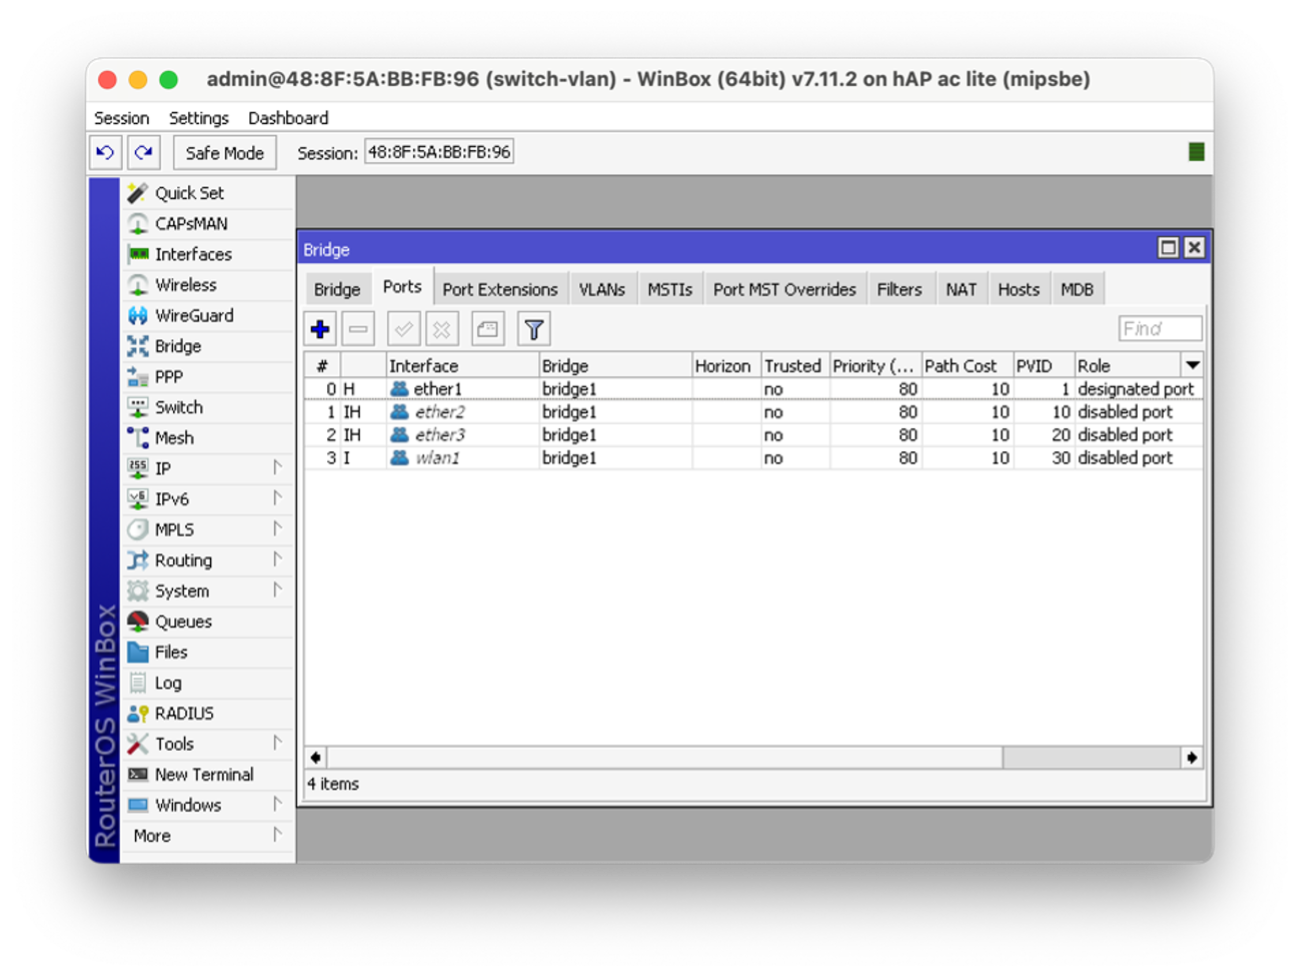 admin@48:8F:5A:BB:FB:96 (switch-vlan) - WinBox (64bit) v7.11.2 on hAP ac lite (mipsbe)
Session Settings Dashboard
Safe Mode Session: 48:8F:5A:BB:FB:96
RouterOS WinBox
Quick Set
CAPsMAN
Interfaces
Wireless
WireGuard
Bridge
PPP
Switch
Mesh
IP
IPv6
MPLS
Routing
System
Queues
Files
Log
RADIUS
Tools
New Terminal
Windows
More
Bridge
Bridge Ports Port Extensions VLANs MSTIs Port MST Overrides Filters NAT Hosts MDB
Find
# Interface Bridge Horizon Trusted Priority (... Path Cost PVID Role
0 H ether1 bridge1 no 80 10 1 designated port
1 IH ether2 bridge1 no 80 10 10 disabled port
2 IH ether3 bridge1 no 80 10 20 disabled port
3 I wlan1 bridge1 no 80 10 30 disabled port
4 items